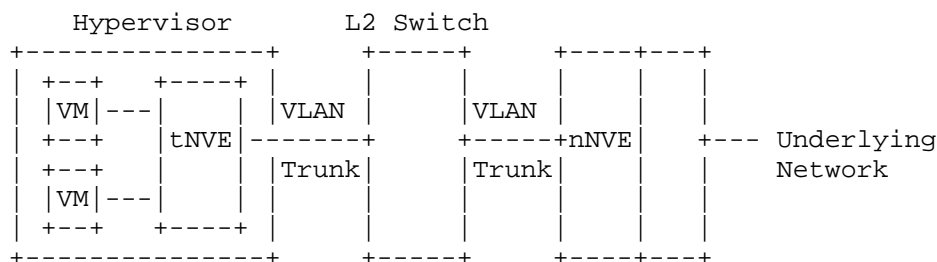 Hypervisor L2 Switch
VM VLAN VLAN
tNVE nNVE Underlying
Trunk Trunk Network
VM